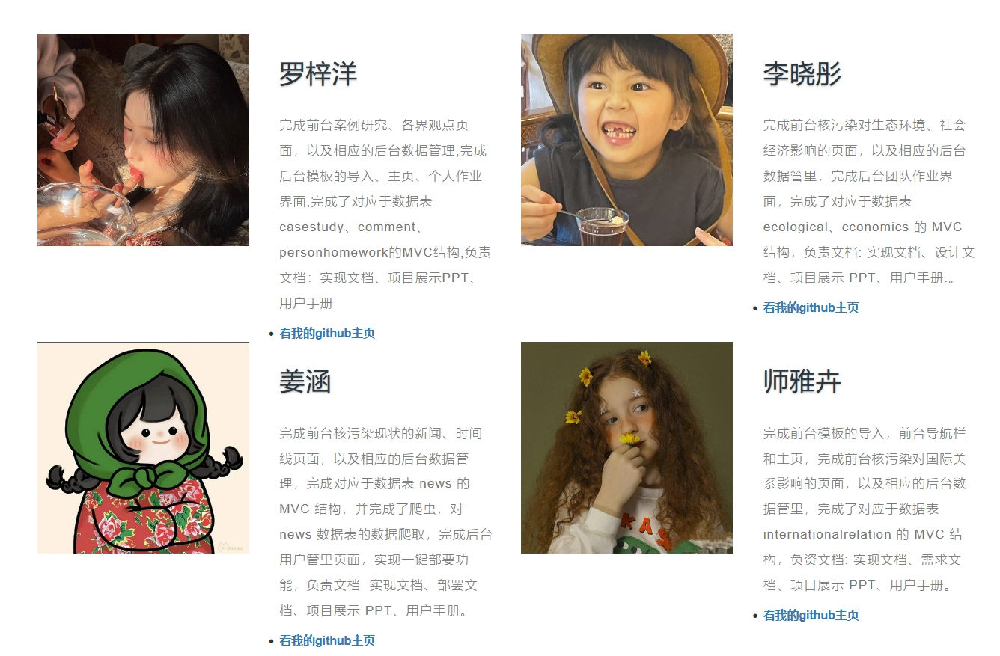 罗梓洋
完成前台案例研究、各界观点页
面，以及相应的后台数据管理,完成
后台模板的导入、主页、个人作业
界面,完成了对应于数据表
casestudy、comment、
personhomework的MVC结构,负责
文档：实现文档、项目展示PPT、
用户手册
看我的github主页
李晓彤
完成前台核污染对生态环境、社会
经济影响的页面，以及相应的后台
数据管里，完成后台团队作业界
面，完成了对应于数据表
ecological、cconomics 的 MVC
结构，负责文档: 实现文档、设计文
档、项目展示 PPT、用户手册.。
看我的github主页
姜涵
完成前台核污染现状的新闻、时间
线页面，以及相应的后台数据管
理，完成对应于数据表 news 的
MVC 结构，并完成了爬虫，对
news 数据表的数据爬取，完成后台
用户管里页面，实现一键部要功
能，负责文档: 实现文档、部罢文
档、项目展示 PPT、用户手册。
看我的github主页
师雅卉
完成前台模板的导入，前台导航栏
和主页，完成前台核污染对国际关
系影响的页面，以及相应的后台数
据管里，完成了对应于数据表
internationalrelation 的 MVC 结
构，负资文档: 实现文档、需求文
档、项目展示 PPT、用户手册。
看我的github主页
KAS